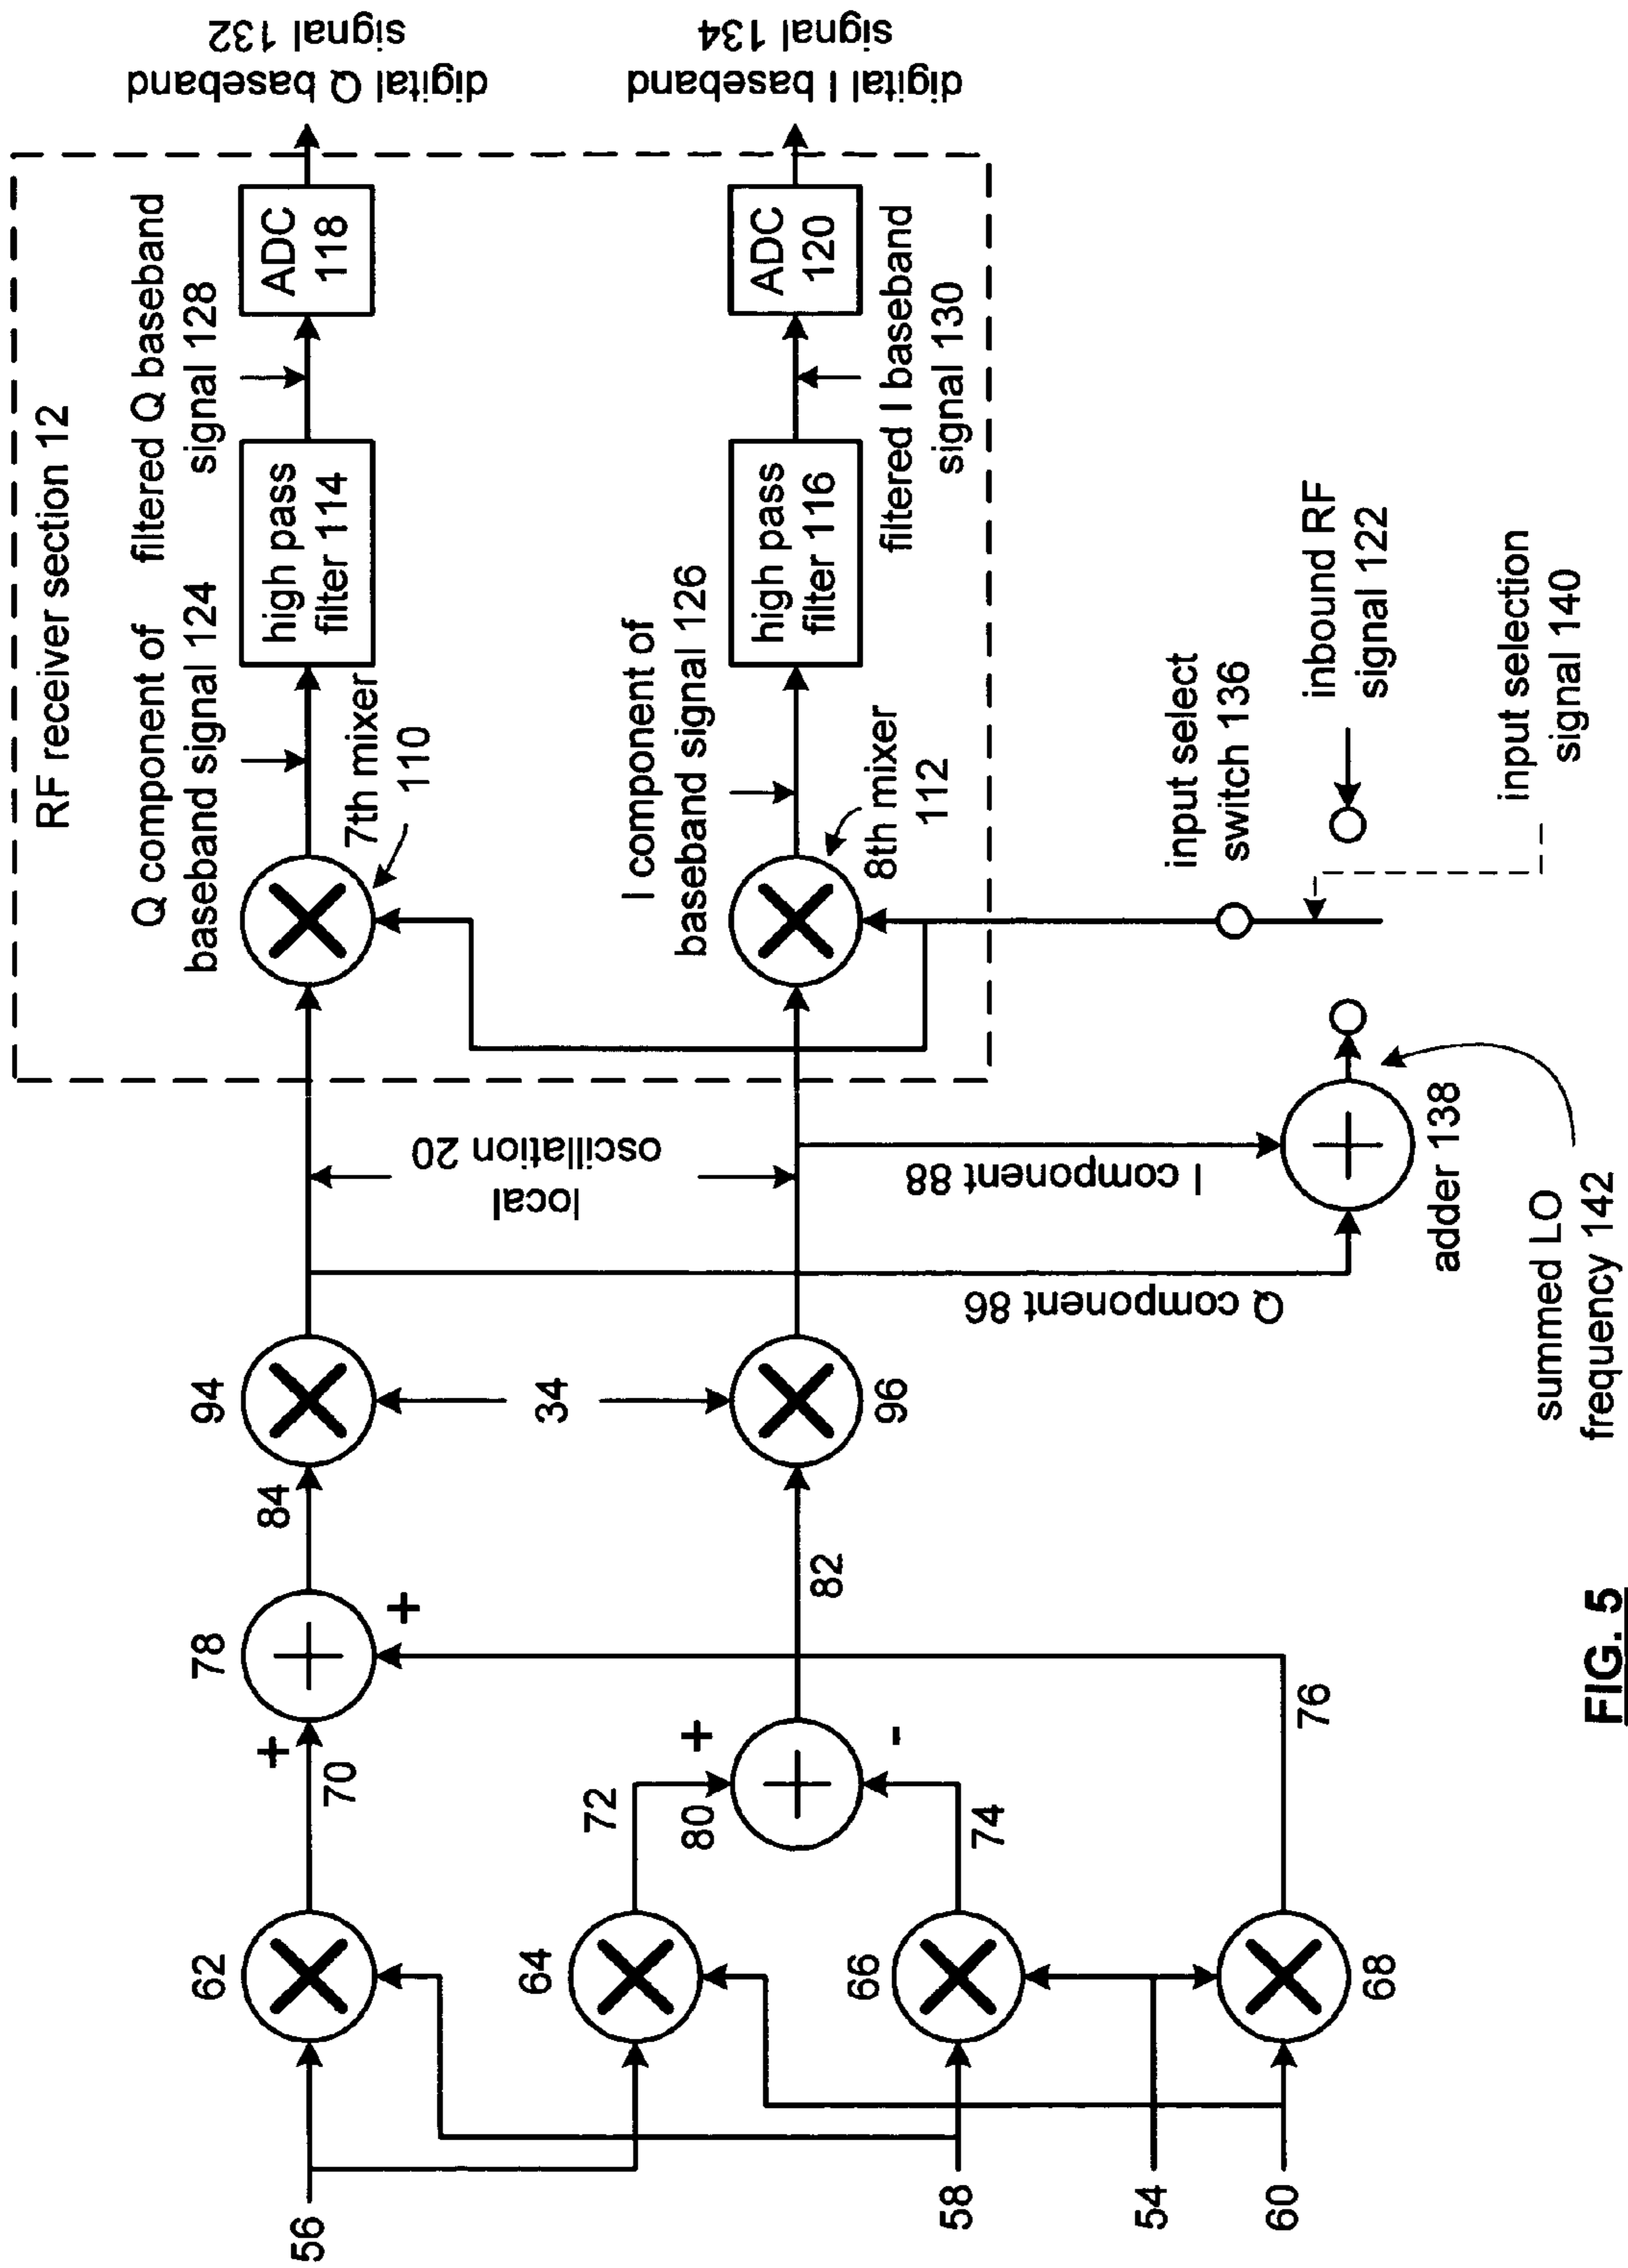 RF receiver section 12
Q component of
baseband signal 124
filtered Q baseband
signal 128
digital Q baseband
signal 132
high pass
filter 114
ADC
118
7th mixer
110
I component of
baseband signal 126
high pass
filter 116
ADC
120
filtered I baseband
signal 130
digital I baseband
signal 134
8th mixer
112
local
oscillation 20
I component 88
Q component 86
input select
switch 136
inbound RF
signal 122
input selection
signal 140
adder 138
summed LO
frequency 142
94
34
96
84
82
78
+
+
70
80
+
-
72
74
76
62
64
66
68
56
58
54
60
FIG. 5